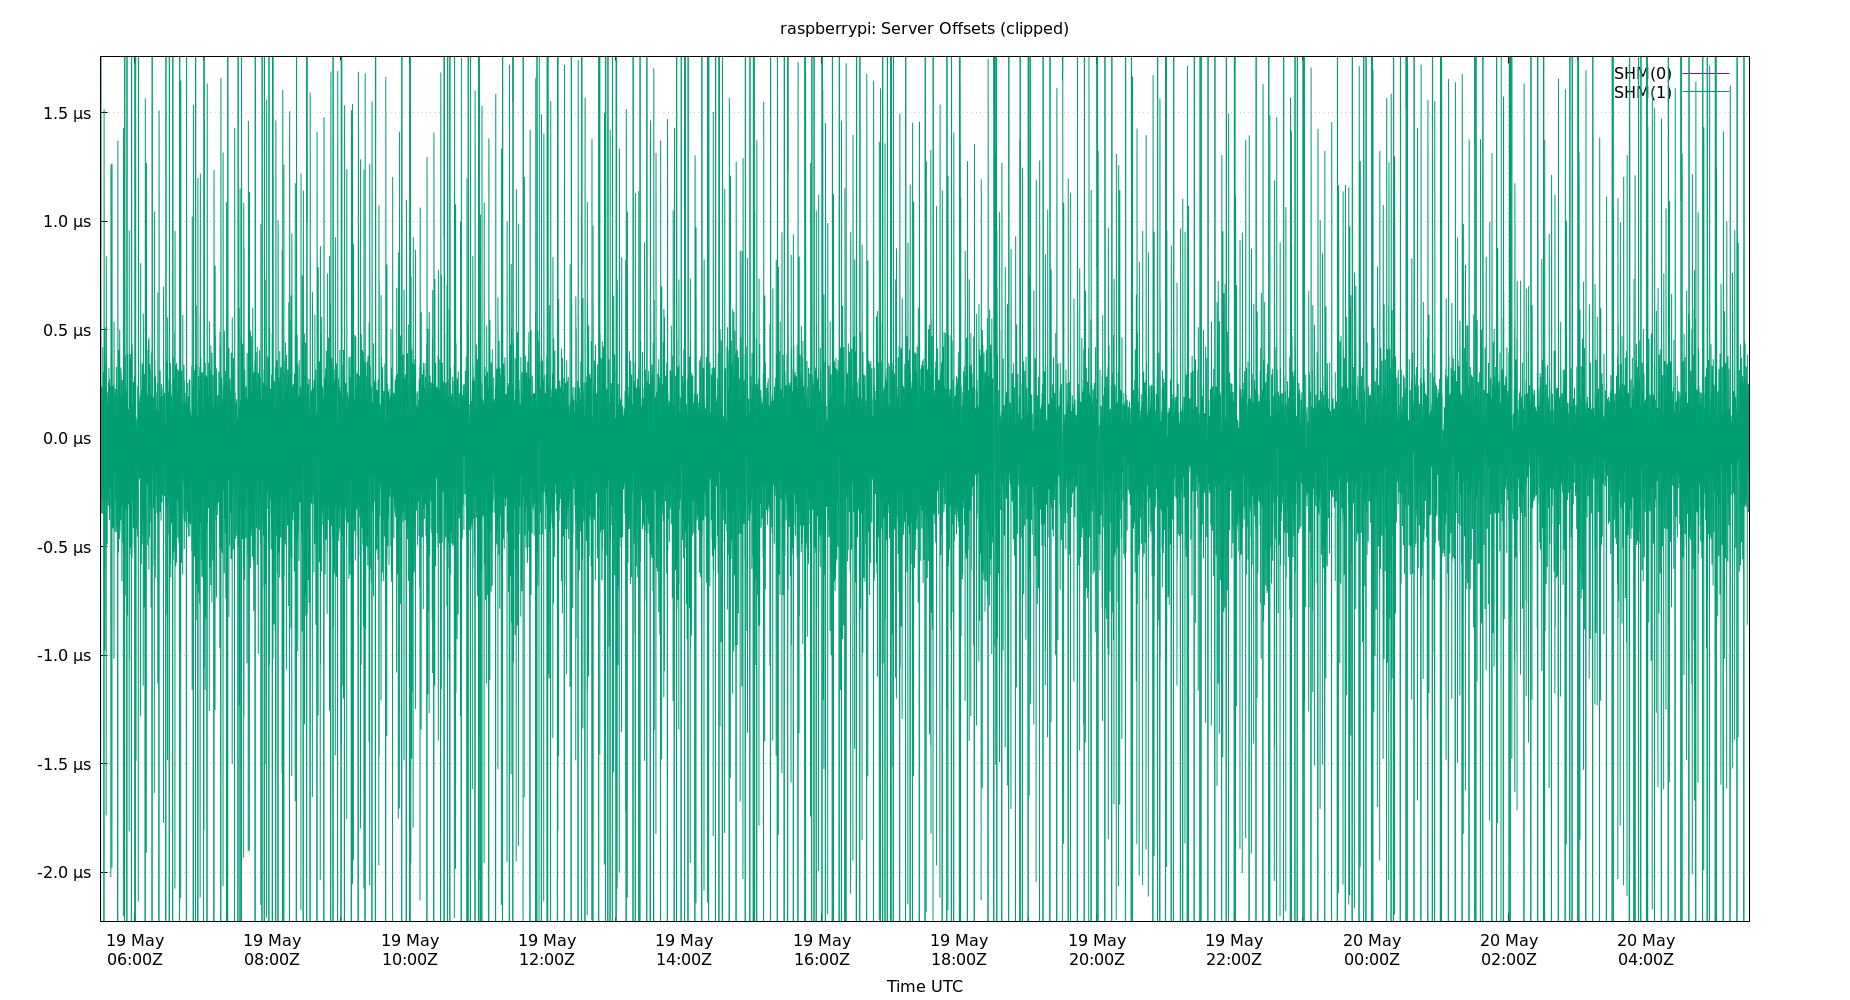 raspberrypi: Server Offsets (clipped)
SHM(0)
SHM(1)
1.5 µs
1.0 µs
0.5 µs
0.0 µs
-0.5 µs
-1.0 µs
-1.5 µs
-2.0 µs
19 May 19 May 19 May 19 May 19 May 19 May 19 May 19 May 19 May 20 May 20 May 20 May
06:00Z 08:00Z 10:00Z 12:00Z 14:00Z 16:00Z 18:00Z 20:00Z 22:00Z 00:00Z 02:00Z 04:00Z
Time UTC